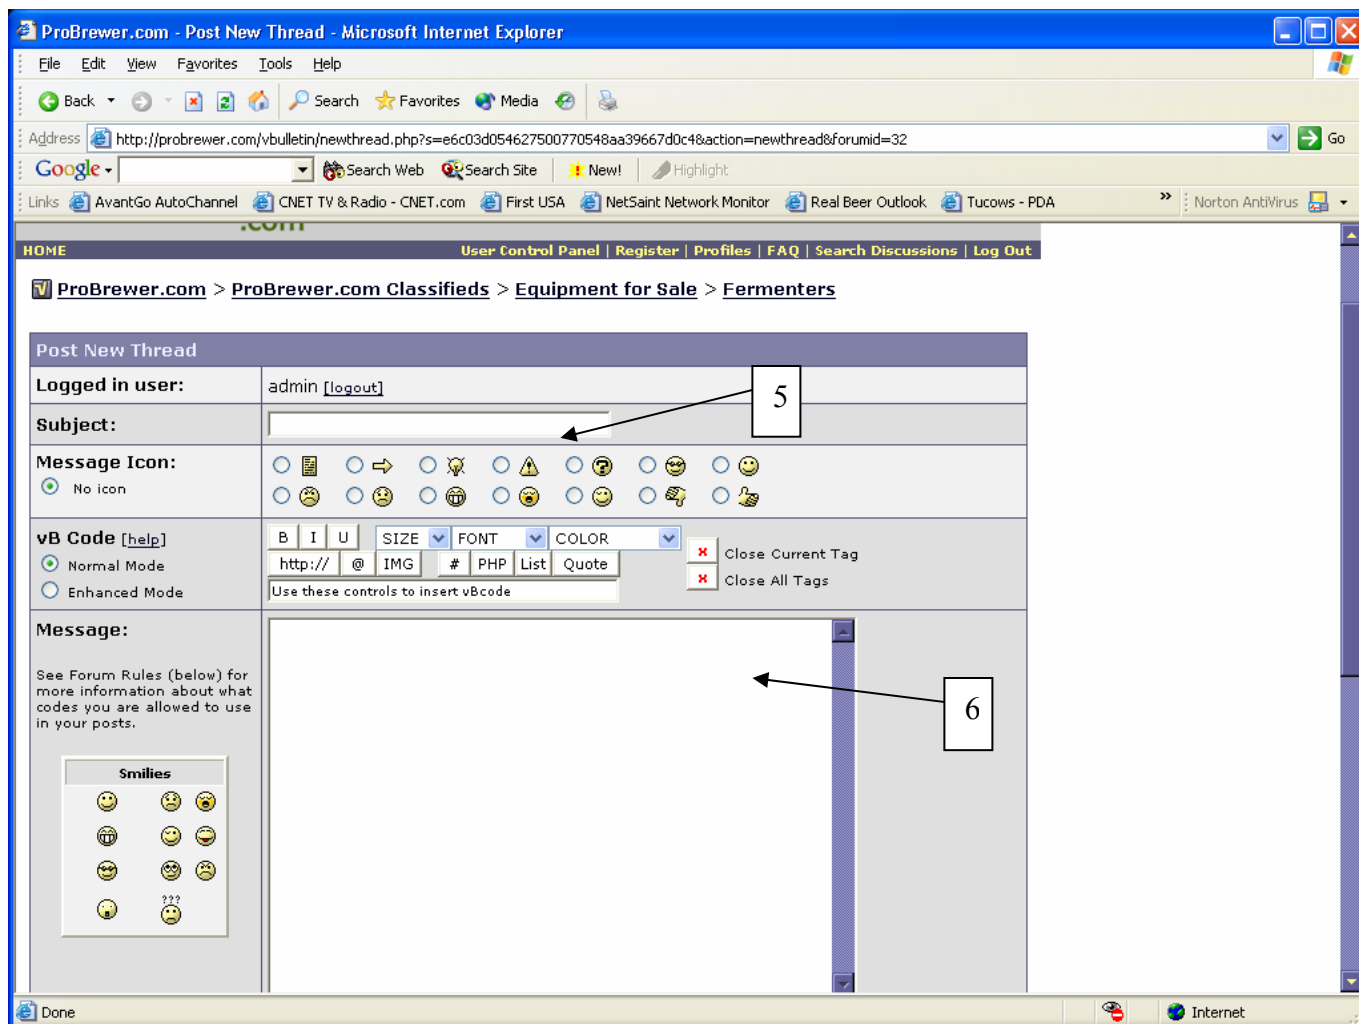 ProBrewer.com - Post New Thread - Microsoft Internet Explorer
File Edit View Favorites Tools Help
Back Search Favorites Media
Address http://probrewer.com/vbulletin/newthread.php?s=e6c03d054627500770548aa39667d0c4&action=newthread&forumid=32 Go
Google Search Web Search Site New! Highlight
Links AvantGo AutoChannel CNET TV & Radio - CNET.com First USA NetSaint Network Monitor Real Beer Outlook Tucows - PDA » Norton AntiVirus
.com
HOME User Control Panel | Register | Profiles | FAQ | Search Discussions | Log Out
ProBrewer.com > ProBrewer.com Classifieds > Equipment for Sale > Fermenters
Post New Thread
Logged in user: admin [logout]
5
Subject:
Message Icon:
No icon
vB Code [help] B I U SIZE FONT COLOR
Close Current Tag
Normal Mode http:// @ IMG # PHP List Quote
Close All Tags
Enhanced Mode Use these controls to insert vBcode
Message:
See Forum Rules (below) for
more information about what
codes you are allowed to use
in your posts.
6
Smilies
???
Done Internet